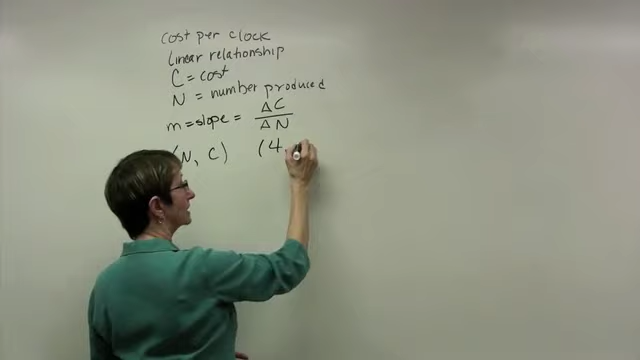 cost per clock
linear relationship
C = cost
N = number produced
m = slope = ΔC / ΔN
(N, C) (4,